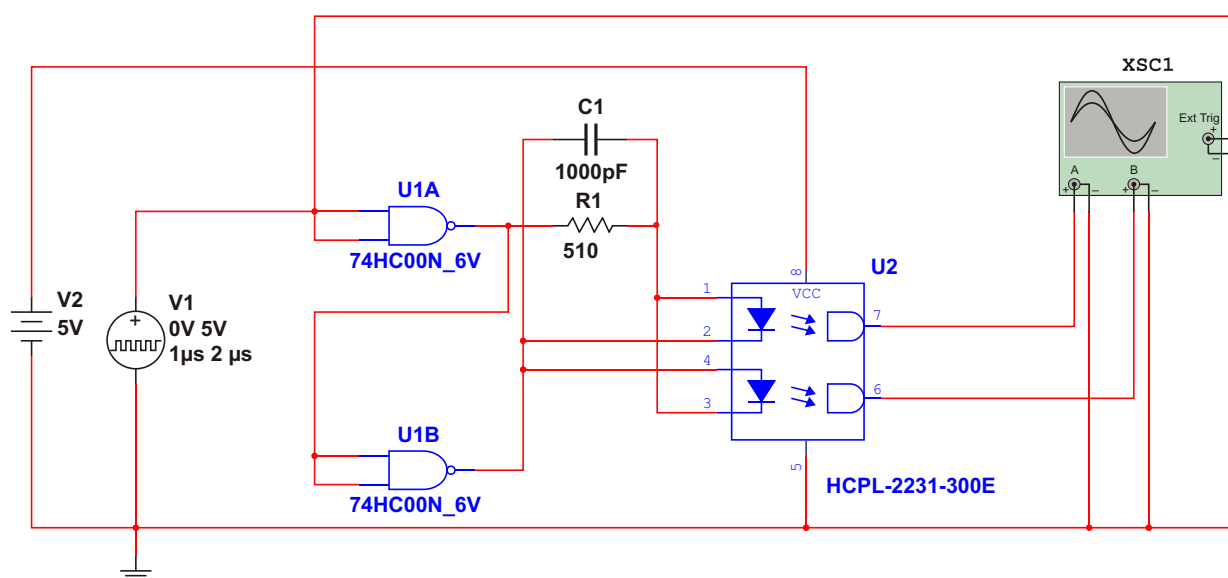 XSC1
Ext Trig
+
–
A
B
+
–
+
–
C1
1000pF
U1A
R1
510
74HC00N_6V
V2
5V
V1
0V 5V
1µs 2 µs
+
U2
8
VCC
1
7
2
4
6
3
5
U1B
74HC00N_6V
HCPL-2231-300E